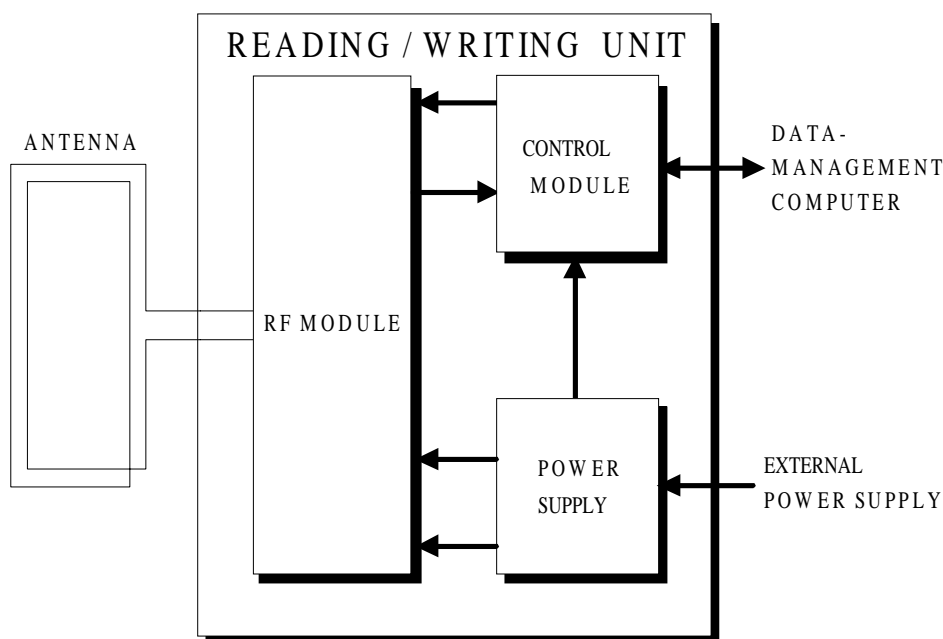 READING / WRITING UNIT
ANTENNA
RF MODULE
CONTROL
MODULE
DATA-
MANAGEMENT
COMPUTER
POWER
SUPPLY
EXTERNAL
POWER SUPPLY